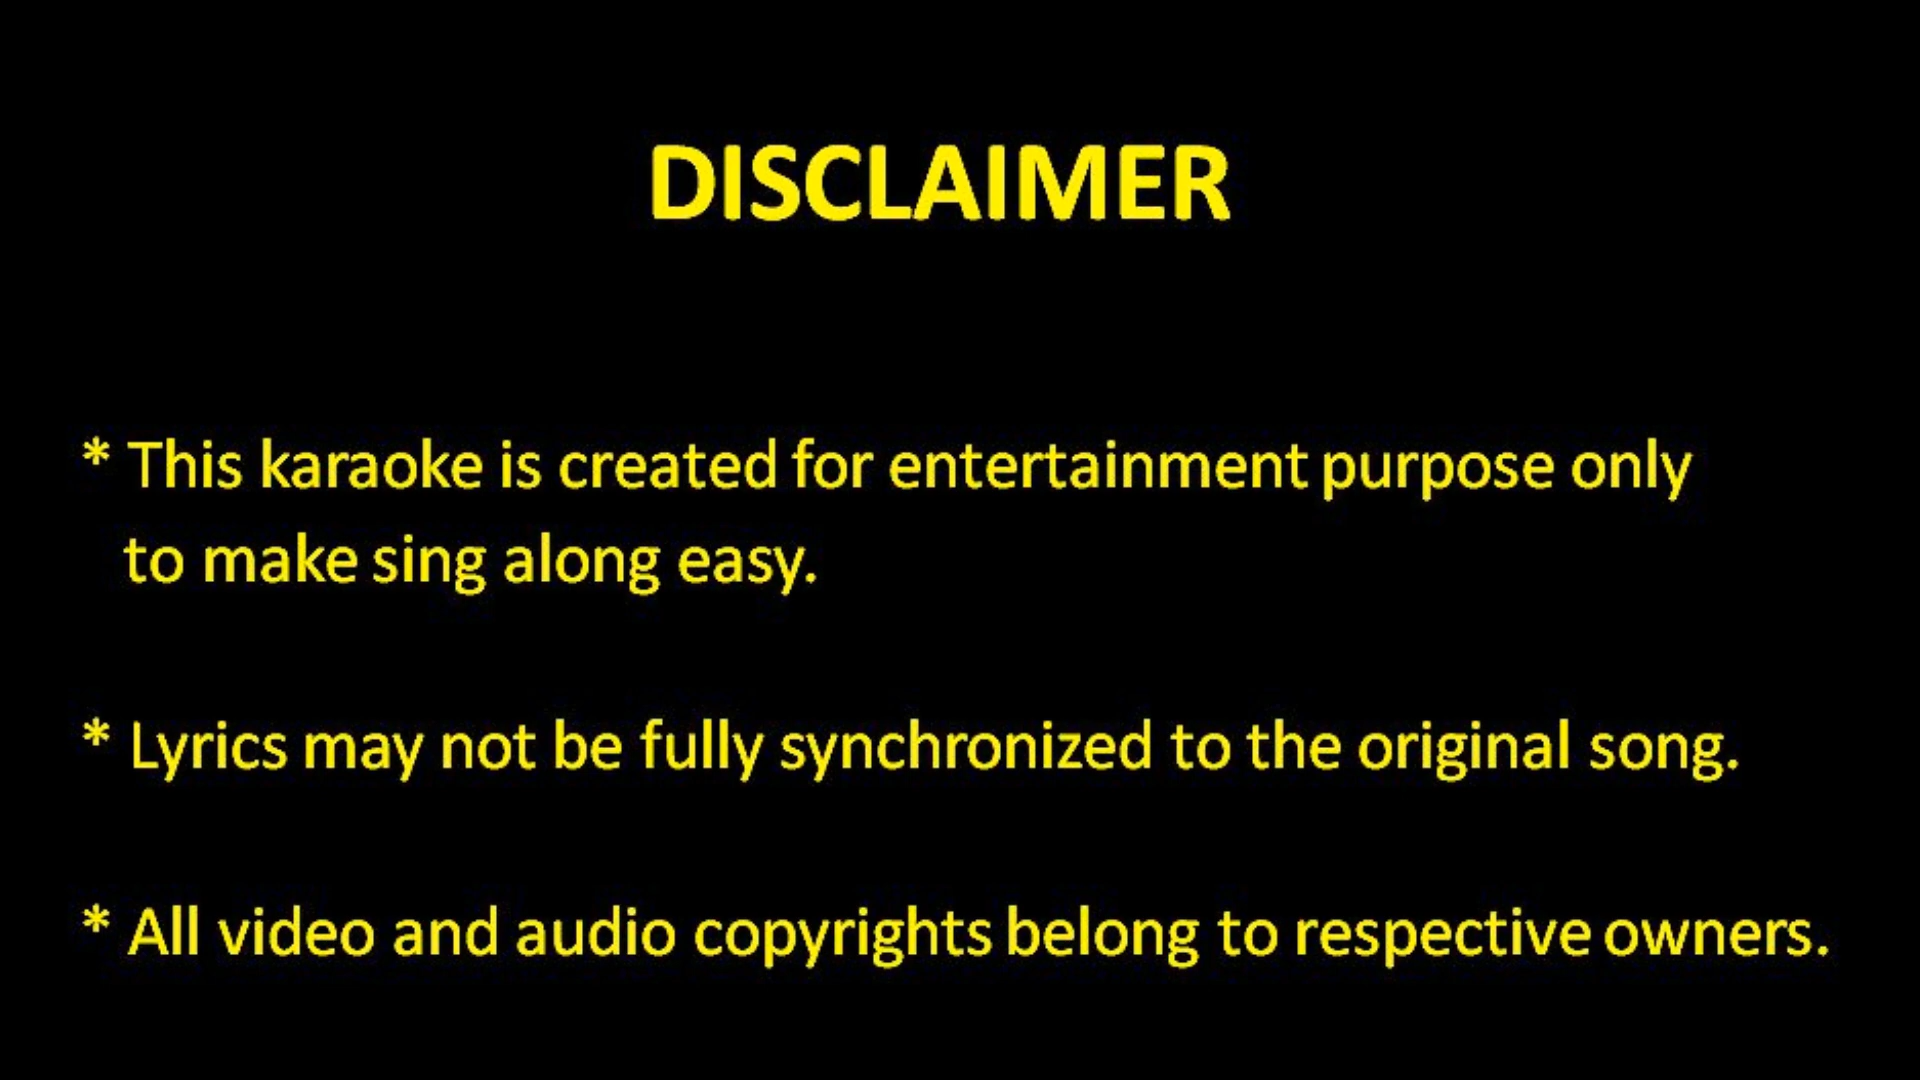 DISCLAIMER
* This karaoke is created for entertainment purpose only
to make sing along easy.
* Lyrics may not be fully synchronized to the original song.
* All video and audio copyrights belong to respective owners.